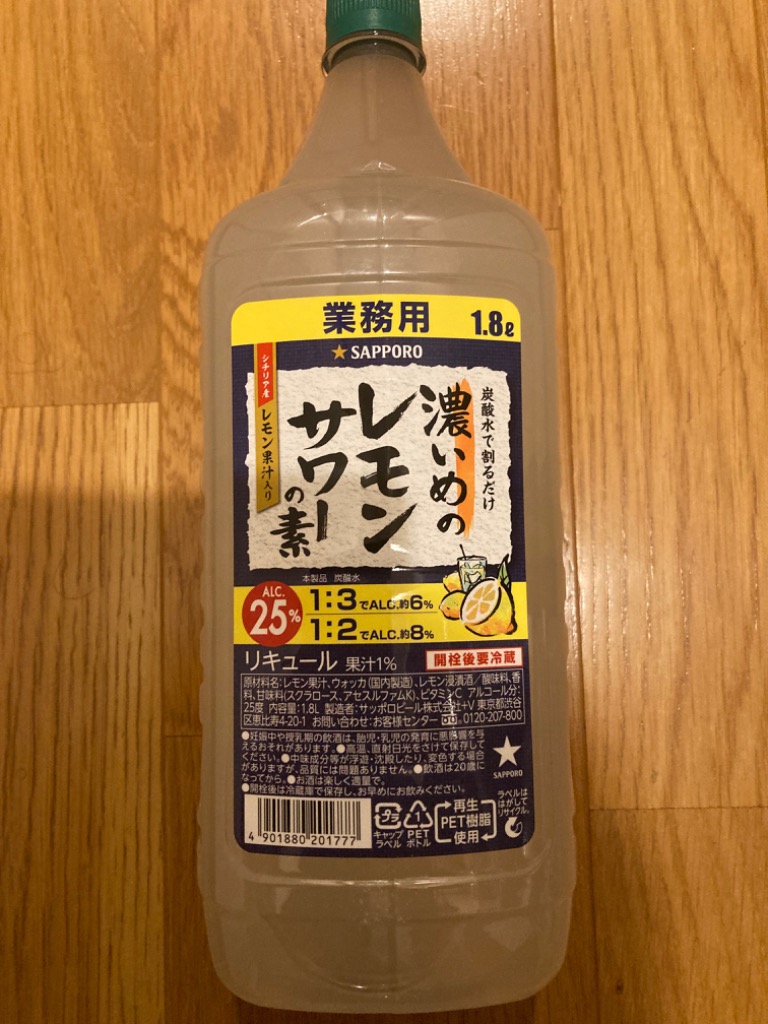 業務用 1.8ℓ
★SAPPORO
炭酸水で割るだけ
濃いめの
レモン
サワーの素
シチリア産
レモン果汁入り
本製品 炭酸水
ALC.
25%
1:3でALC.約6%
1:2でALC.約8%
リキュール 果汁1%
開栓後要冷蔵
原材料名:レモン果汁、ウォッカ(国内製造)、レモン浸漬酒/酸味料、香
料、甘味料(スクラロース、アセスルファムK)、ビタミンC アルコール分:
25度 内容量:1.8L 製造者:サッポロビール株式会社+V 東京都渋谷
区恵比寿4-20-1 お問い合わせ:お客様センター 0120-207-800
●妊娠中や授乳期の飲酒は、胎児・乳児の発育に悪影響を与
えるおそれがあります。●高温、直射日光をさけて保存して
ください。●中味成分等が浮遊・沈殿したり、変色する場合
がありますが、品質には問題ありません。●飲酒は20歳に
なってから。●お酒は楽しく適量で。
●開栓後は冷蔵庫で保存し、お早めにお飲みください。
★
SAPPORO
4 901880 201777
プラ
キャップ
ラベル
1
PET
ボトル
再生
PET樹脂
使用
ラベルは
はがして
リサイクル。